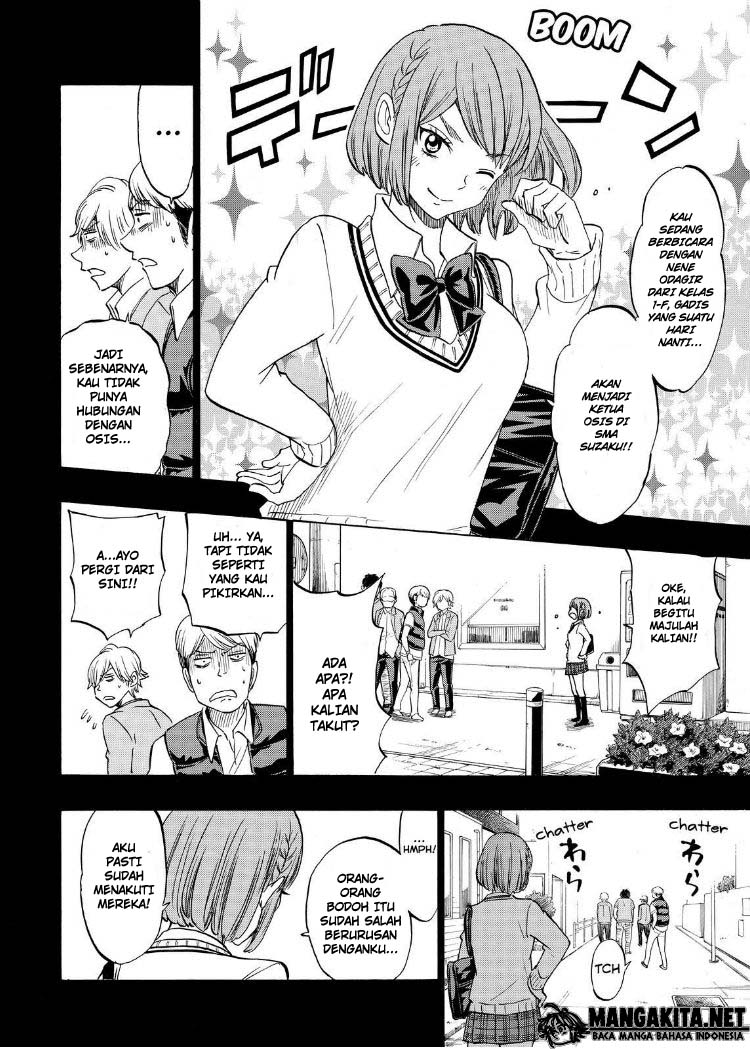 BOOM
デーーーン
KAU
SEDANG
BERBICARA
DENGAN
NENE
ODAGIR
DARI KELAS
1-F, GADIS
YANG SUATU
HARI
NANTI...
AKAN
MENJADI
KETUA
OSIS DI
SMA
SUZAKU!!
...
JADI
SEBENARNYA,
KAU TIDAK
PUNYA
HUBUNGAN
DENGAN
OSIS...
OKE,
KALAU
BEGITU
MAJULAH
KALIAN!!
ADA
APA?!
APA
KALIAN
TAKUT?
UH... YA,
TAPI TIDAK
SEPERTI
YANG KAU
PIKIRKAN...
A...AYO
PERGI DARI
SINI!!
chatter
わら
chatter
わら
TCH
...
HMPH!
ORANG-
ORANG
BODOH ITU
SUDAH SALAH
BERURUSAN
DENGANKU...
AKU
PASTI
SUDAH
MENAKUTI
MEREKA!
MANGAKITA.NET
BACA MANGA BAHASA INDONESIA